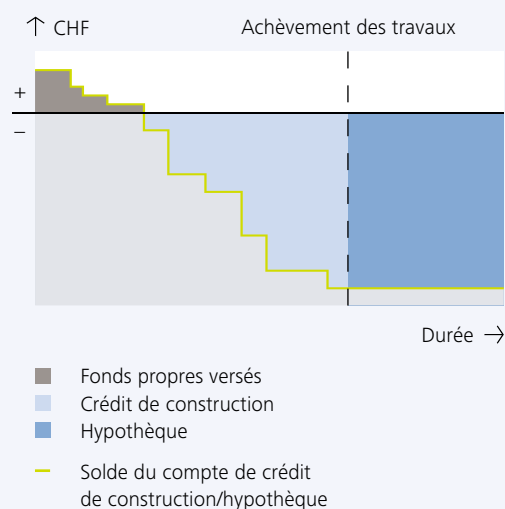 ↑ CHF
Achèvement des travaux
+
–
Durée →
Fonds propres versés
Crédit de construction
Hypothèque
Solde du compte de crédit
de construction/hypothèque